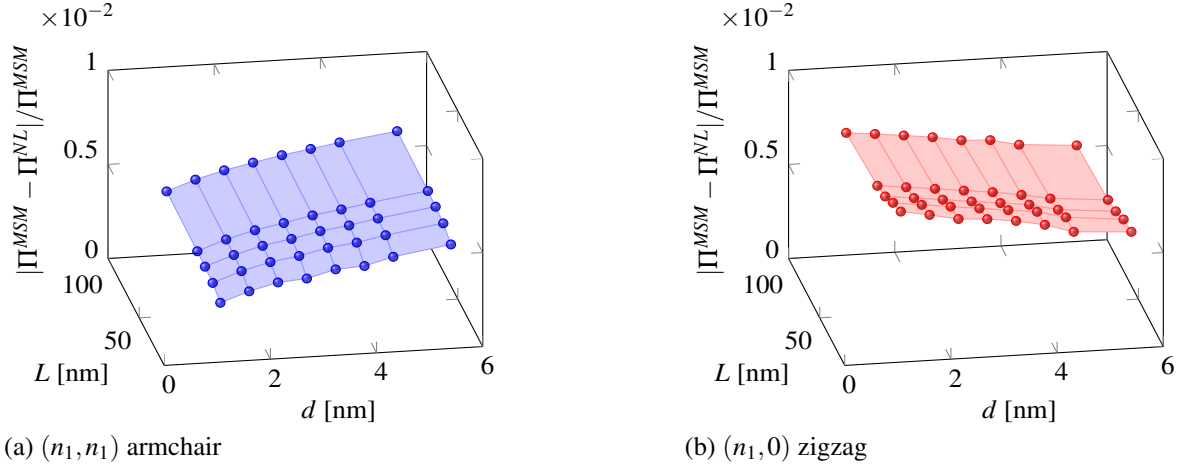 ×10⁻²
1
0.5
0
100
50
L [nm]
0
2
4
6
d [nm]
|Π^{MSM} − Π^{NL}|/Π^{MSM}
(a) (n₁,n₁) armchair
×10⁻²
1
0.5
0
100
50
L [nm]
0
2
4
6
d [nm]
|Π^{MSM} − Π^{NL}|/Π^{MSM}
(b) (n₁,0) zigzag